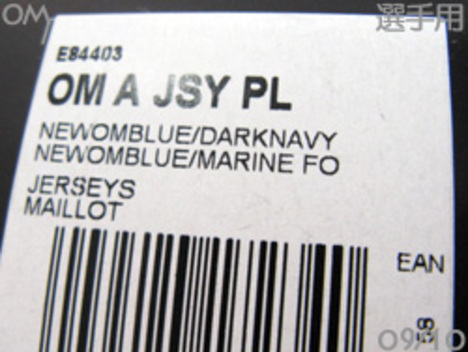 OM 選手用
E84403
OM A JSY PL
NEWOMBLUE/DARKNAVY
NEWOMBLUE/MARINE FO
JERSEYS
MAILLOT
EAN
09/10